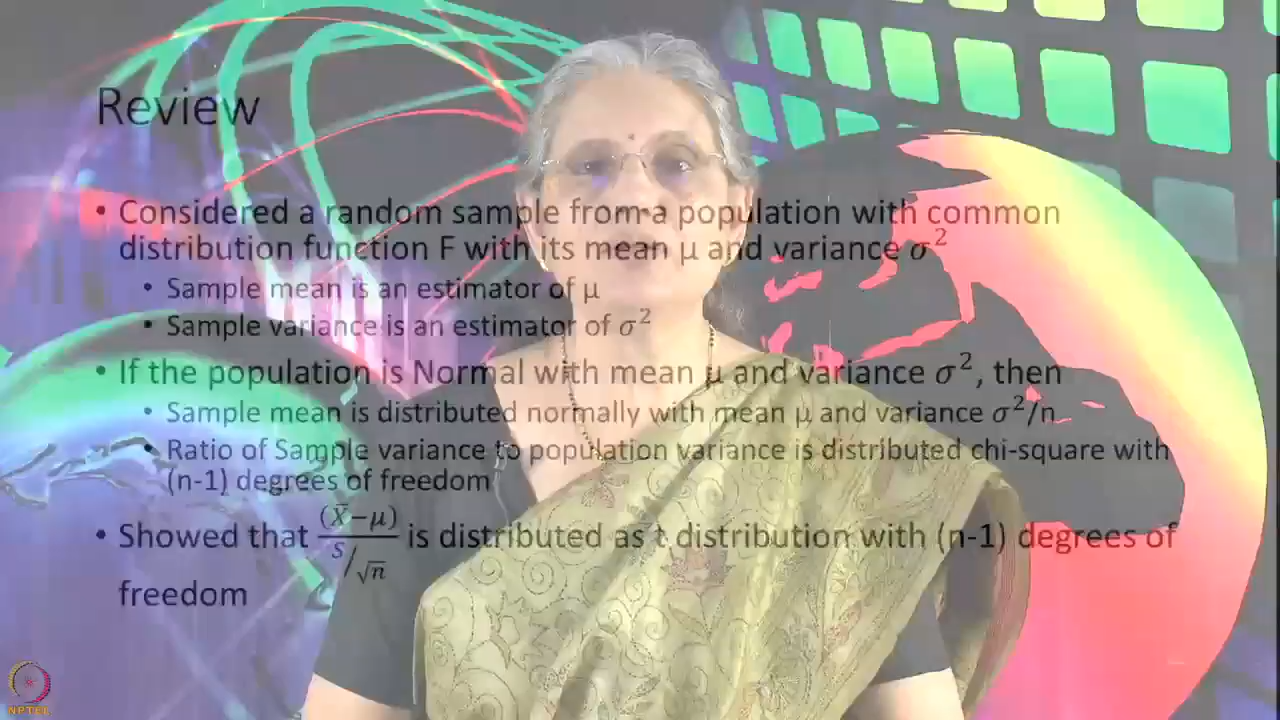 Review
• Considered a random sample from a population with common
distribution function F with its mean μ and variance σ²
• Sample mean is an estimator of μ
• Sample variance is an estimator of σ²
• If the population is Normal with mean μ and variance σ², then
• Sample mean is distributed normally with mean μ and variance σ²/n
• Ratio of Sample variance to population variance is distributed chi-square with
(n-1) degrees of freedom
• Showed that (X̄−μ)/(s/√n) is distributed as t distribution with (n-1) degrees of
freedom
NPTEL